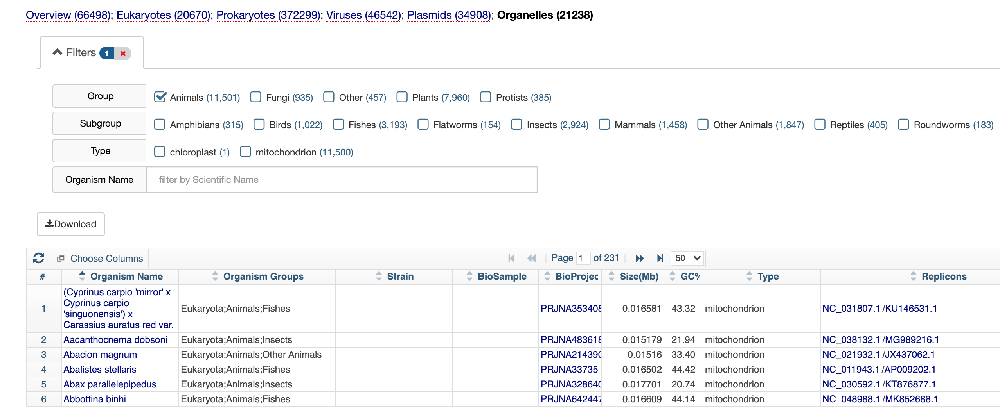 Overview (66498); Eukaryotes (20670); Prokaryotes (372299); Viruses (46542); Plasmids (34908); Organelles (21238)
Filters 1
Group Animals (11,501) Fungi (935) Other (457) Plants (7,960) Protists (385)
Subgroup Amphibians (315) Birds (1,022) Fishes (3,193) Flatworms (154) Insects (2,924) Mammals (1,458) Other Animals (1,847) Reptiles (405) Roundworms (183)
Type chloroplast (1) mitochondrion (11,500)
Organism Name filter by Scientific Name
Download
Choose Columns Page 1 of 231 50
# Organism Name Organism Groups Strain BioSample BioProjec Size(Mb) GC% Type Replicons
(Cyprinus carpio 'mirror' x
Cyprinus carpio
1 Eukaryota;Animals;Fishes PRJNA353408 0.016581 43.32 mitochondrion NC_031807.1/KU146531.1
'singuonensis') x
Carassius auratus red var.
2 Aacanthocnema dobsoni Eukaryota;Animals;Insects PRJNA483618 0.015179 21.94 mitochondrion NC_038132.1/MG989216.1
3 Abacion magnum Eukaryota;Animals;Other Animals PRJNA214390 0.01516 33.40 mitochondrion NC_021932.1/JX437062.1
4 Abalistes stellaris Eukaryota;Animals;Fishes PRJNA33735 0.016502 44.42 mitochondrion NC_011943.1/AP009202.1
5 Abax parallelepipedus Eukaryota;Animals;Insects PRJNA328640 0.017701 20.74 mitochondrion NC_030592.1/KT876877.1
6 Abbottina binhi Eukaryota;Animals;Fishes PRJNA642447 0.016609 44.14 mitochondrion NC_048988.1/MK852688.1